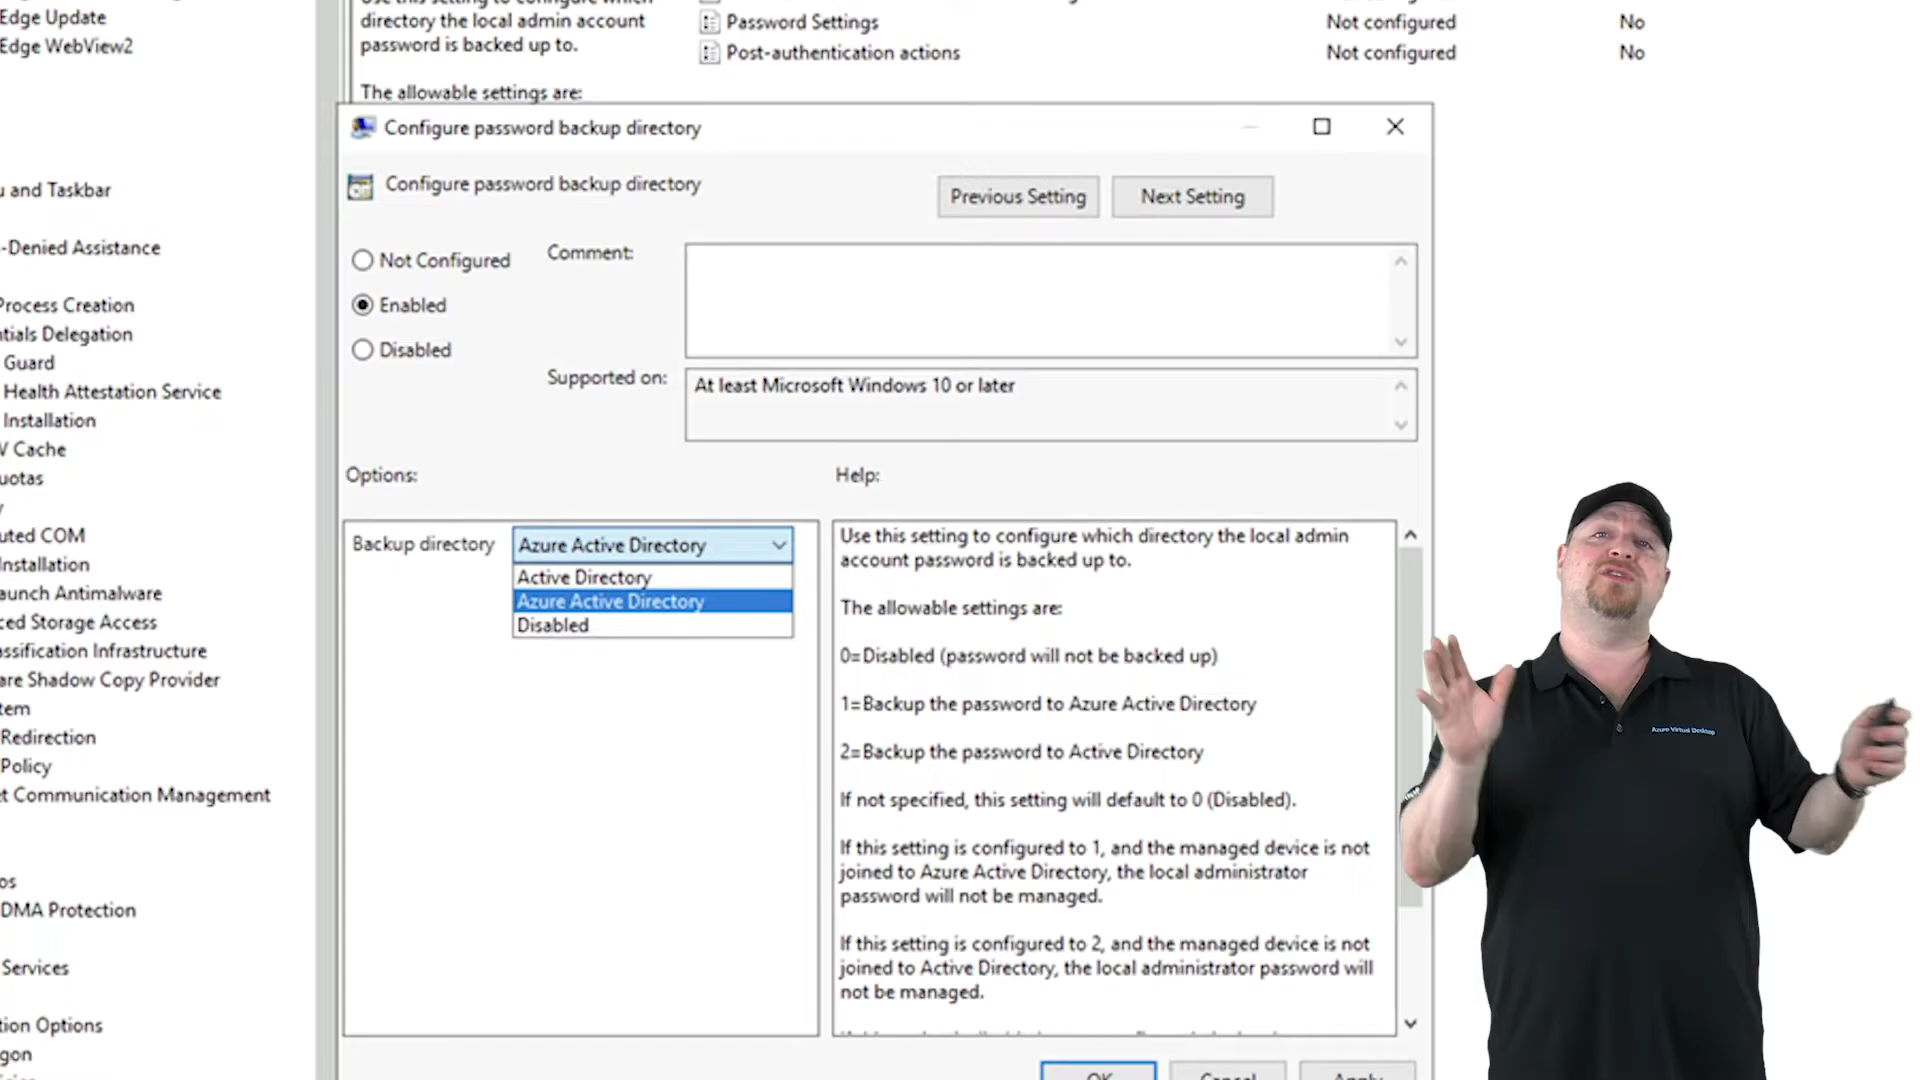 Edge Update
Edge WebView2
u and Taskbar
-Denied Assistance
Process Creation
ntials Delegation
Guard
Health Attestation Service
Installation
V Cache
uotas
uted COM
Installation
aunch Antimalware
ced Storage Access
assification Infrastructure
are Shadow Copy Provider
tem
Redirection
Policy
et Communication Management
os
DMA Protection
Services
tion Options
gon
directory the local admin account
password is backed up to.
The allowable settings are:
Password Settings Not configured No
Post-authentication actions Not configured No
Configure password backup directory
Configure password backup directory
Previous Setting
Next Setting
Not Configured
Enabled
Disabled
Comment:
Supported on:
At least Microsoft Windows 10 or later
Options:
Help:
Backup directory
Azure Active Directory
Active Directory
Azure Active Directory
Disabled
Use this setting to configure which directory the local admin
account password is backed up to.
The allowable settings are:
0=Disabled (password will not be backed up)
1=Backup the password to Azure Active Directory
2=Backup the password to Active Directory
If not specified, this setting will default to 0 (Disabled).
If this setting is configured to 1, and the managed device is not
joined to Azure Active Directory, the local administrator
password will not be managed.
If this setting is configured to 2, and the managed device is not
joined to Active Directory, the local administrator password will
not be managed.
OK
Cancel
Apply
Azure Virtual Desktop